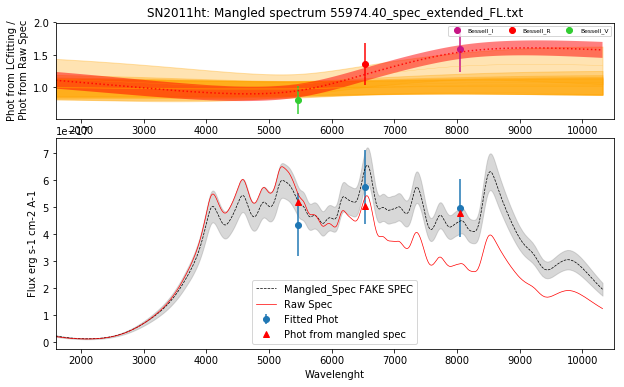 SN2011ht: Mangled spectrum 55974.40_spec_extended_FL.txt
Phot from LCfitting /
Phot from Raw Spec
2.0
1.5
1.0
Bessell_I
Bessell_R
Bessell_V
2000 3000 4000 5000 6000 7000 8000 9000 10000
1e−17
Flux erg s-1 cm-2 A-1
7
6
5
4
3
2
1
0
Mangled_Spec FAKE SPEC
Raw Spec
Fitted Phot
Phot from mangled spec
2000 3000 4000 5000 6000 7000 8000 9000 10000
Wavelenght